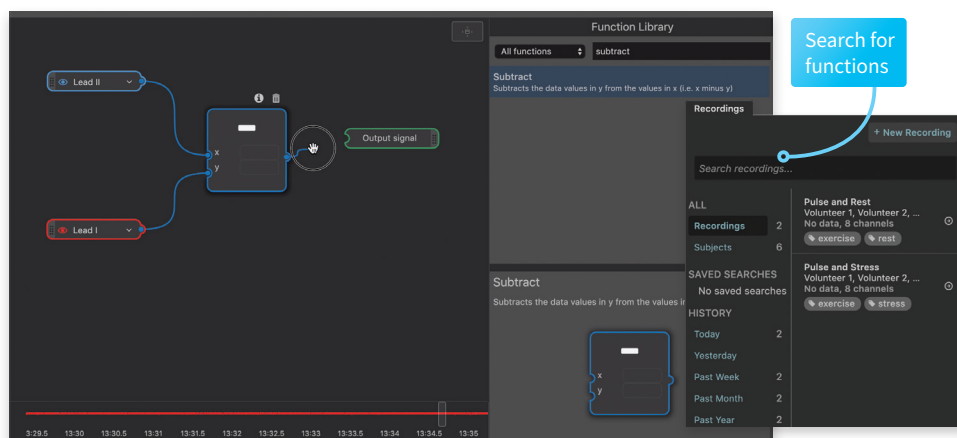 Function Library
All functions
subtract
Subtract
Subtracts the data values in y from the values in x (i.e. x minus y)
Search for
functions
Lead II
x
y
Output signal
Lead I
Subtract
Subtracts the data values in y from the values i
x
y
Recordings
+ New Recording
Search recordings...
ALL
Recordings 2
Subjects 6
SAVED SEARCHES
No saved searches
HISTORY
Today 2
Yesterday
Past Week 2
Past Month 2
Past Year 2
Pulse and Rest
Volunteer 1, Volunteer 2, ...
No data, 8 channels
exercise rest
Pulse and Stress
Volunteer 1, Volunteer 2, ...
No data, 8 channels
exercise stress
3:29.5 13:30 13:30.5 13:31 13:31.5 13:32 13:32.5 13:33 13:33.5 13:34 13:34.5 13:35